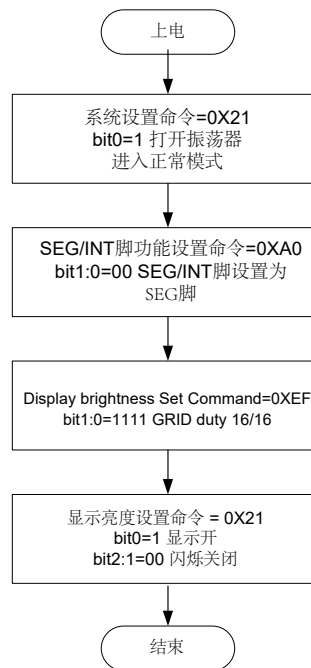 上电
系统设置命令=0X21
bit0=1 打开振荡器
进入正常模式
SEG/INT脚功能设置命令=0XA0
bit1:0=00 SEG/INT脚设置为
SEG脚
Display brightness Set Command=0XEF
bit1:0=1111 GRID duty 16/16
显示亮度设置命令 = 0X21
bit0=1 显示开
bit2:1=00 闪烁关闭
结束